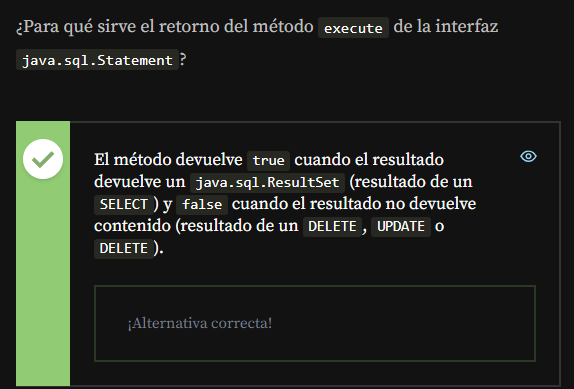 ¿Para qué sirve el retorno del método execute de la interfaz
java.sql.Statement?
El método devuelve true cuando el resultado
devuelve un java.sql.ResultSet (resultado de un
SELECT) y false cuando el resultado no devuelve
contenido (resultado de un DELETE, UPDATE o
DELETE).
¡Alternativa correcta!